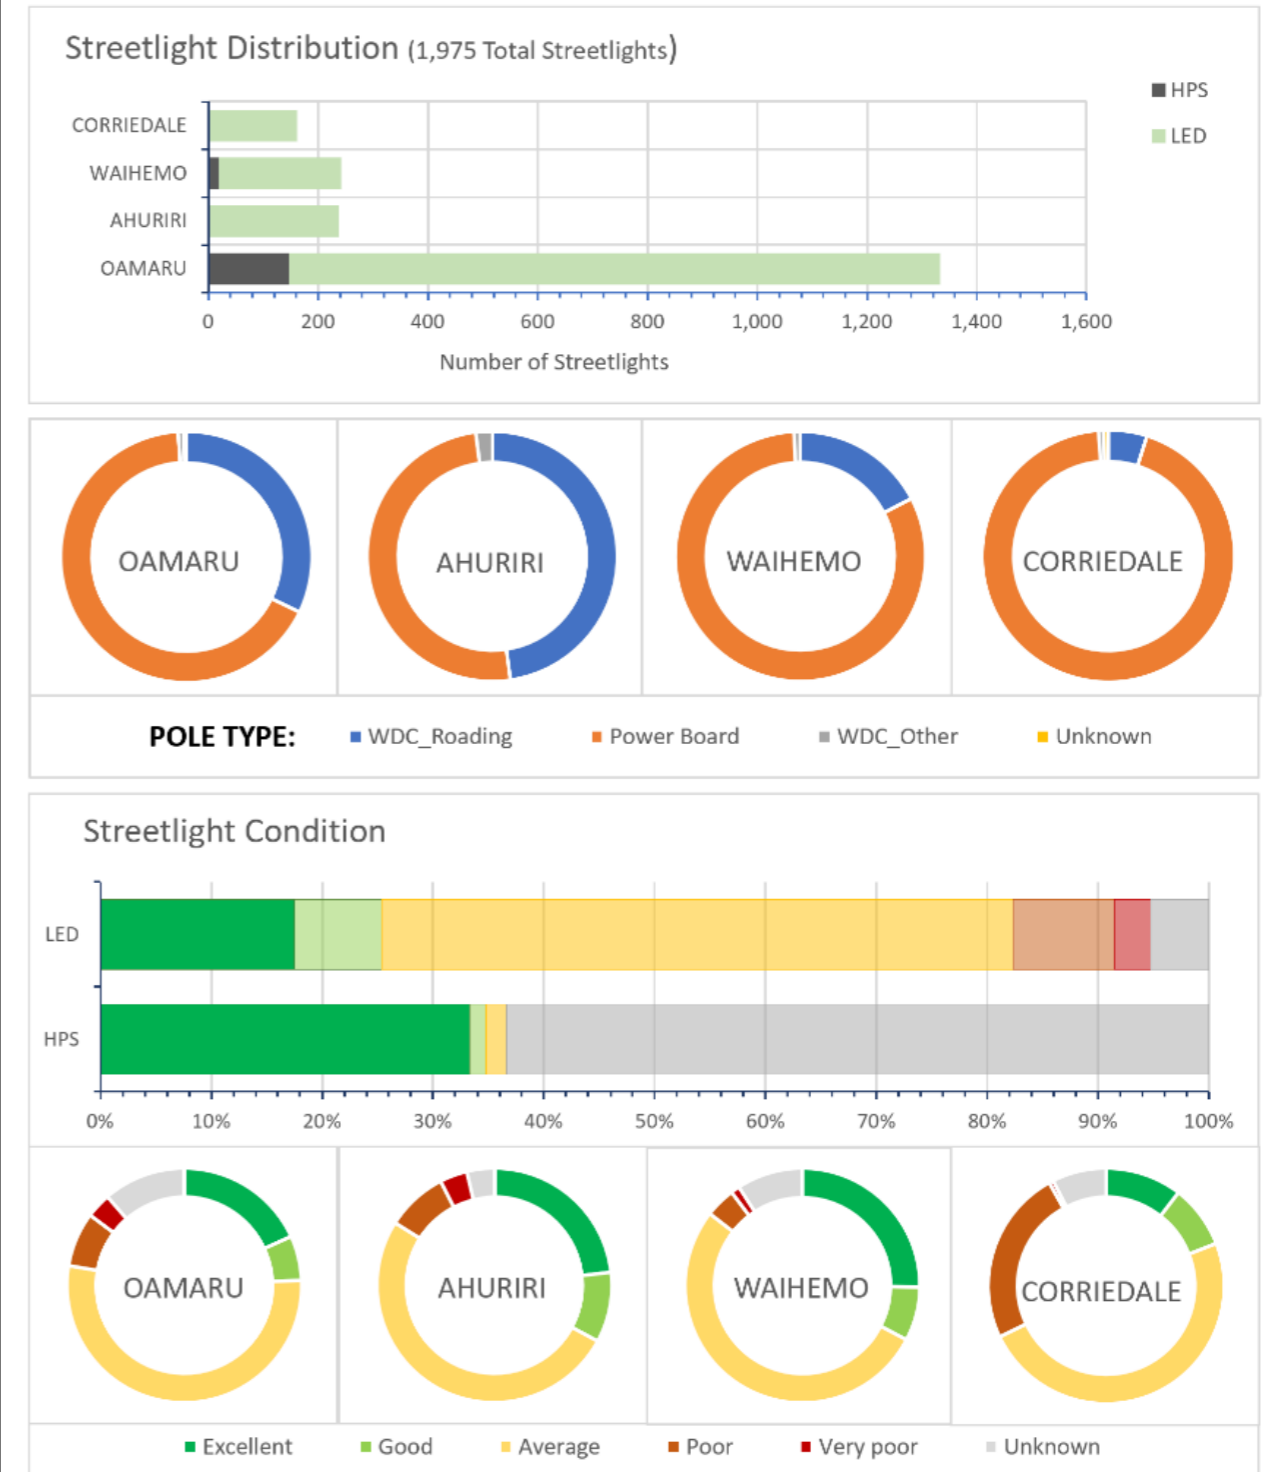 Streetlight Distribution (1,975 Total Streetlights)
HPS
LED
CORRIEDALE
WAIHEMO
AHURIRI
OAMARU
0 200 400 600 800 1,000 1,200 1,400 1,600
Number of Streetlights
OAMARU AHURIRI WAIHEMO CORRIEDALE
POLE TYPE: WDC_Roading Power Board WDC_Other Unknown
Streetlight Condition
LED
HPS
0% 10% 20% 30% 40% 50% 60% 70% 80% 90% 100%
OAMARU AHURIRI WAIHEMO CORRIEDALE
Excellent Good Average Poor Very poor Unknown